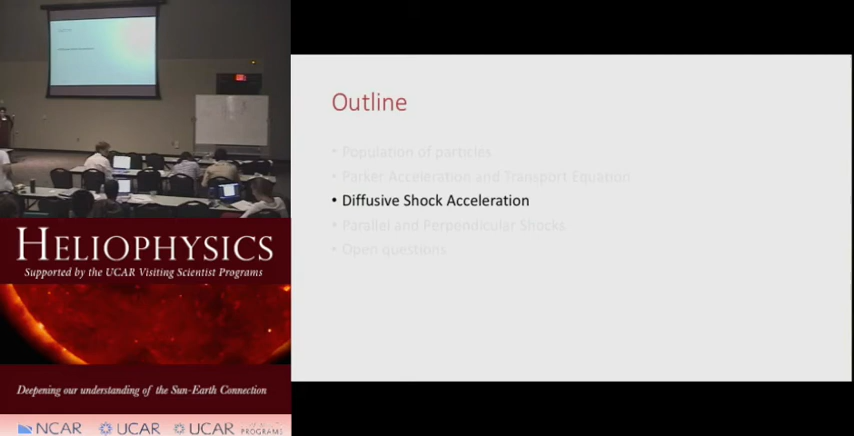 Outline
• Population of particles
• Parker Acceleration and Transport Equation
• Diffusive Shock Acceleration
• Parallel and Perpendicular Shocks
• Open questions
HELIOPHYSICS
Supported by the UCAR Visiting Scientist Programs
Deepening our understanding of the Sun-Earth Connection
NCAR UCAR UCAR PROGRAMS